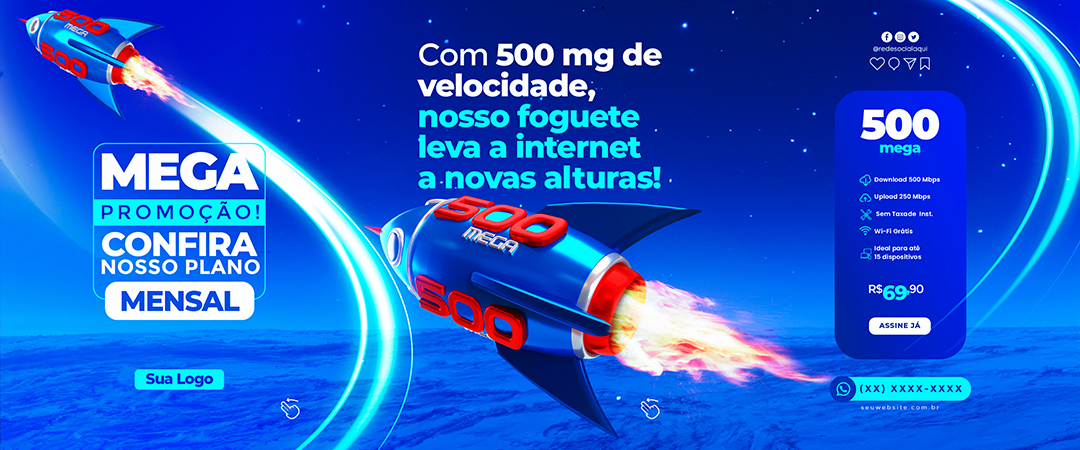 500
MEGA
500
MEGA
PROMOÇÃO!
CONFIRA
NOSSO PLANO
MENSAL
Sua Logo
Com 500 mg de
velocidade,
nosso foguete
leva a internet
a novas alturas!
500
MEGA
500
@redesocialaqui
500
mega
Download 500 Mbps
Upload 250 Mbps
Sem Taxade Inst.
Wi-Fi Grátis
Ideal para até
15 dispositivos
R$69,90
ASSINE JÁ
(XX) XXXX-XXXX
seuwebsite.com.br